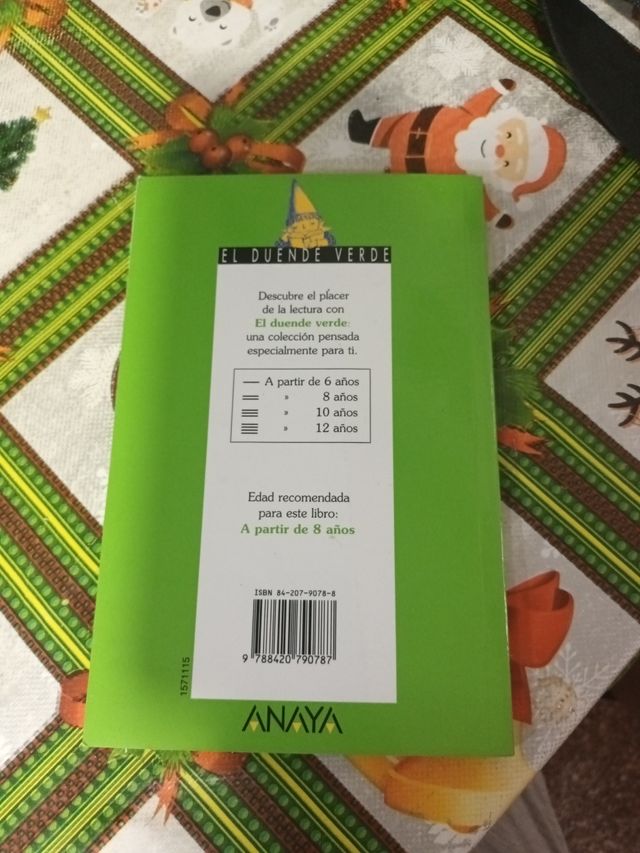 EL DUENDE VERDE
Descubre el placer
de la lectura con
El duende verde:
una colección pensada
especialmente para ti.
A partir de 6 años
» 8 años
» 10 años
» 12 años
Edad recomendada
para este libro:
A partir de 8 años
ISBN 84-207-9078-8
9 788420 790787
1571115
ANAYA